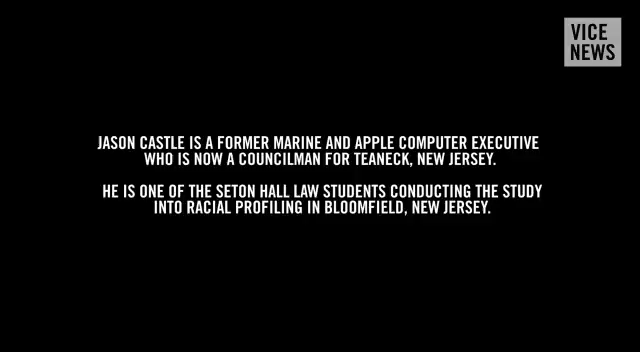 VICE
NEWS
JASON CASTLE IS A FORMER MARINE AND APPLE COMPUTER EXECUTIVE
WHO IS NOW A COUNCILMAN FOR TEANECK, NEW JERSEY.
HE IS ONE OF THE SETON HALL LAW STUDENTS CONDUCTING THE STUDY
INTO RACIAL PROFILING IN BLOOMFIELD, NEW JERSEY.